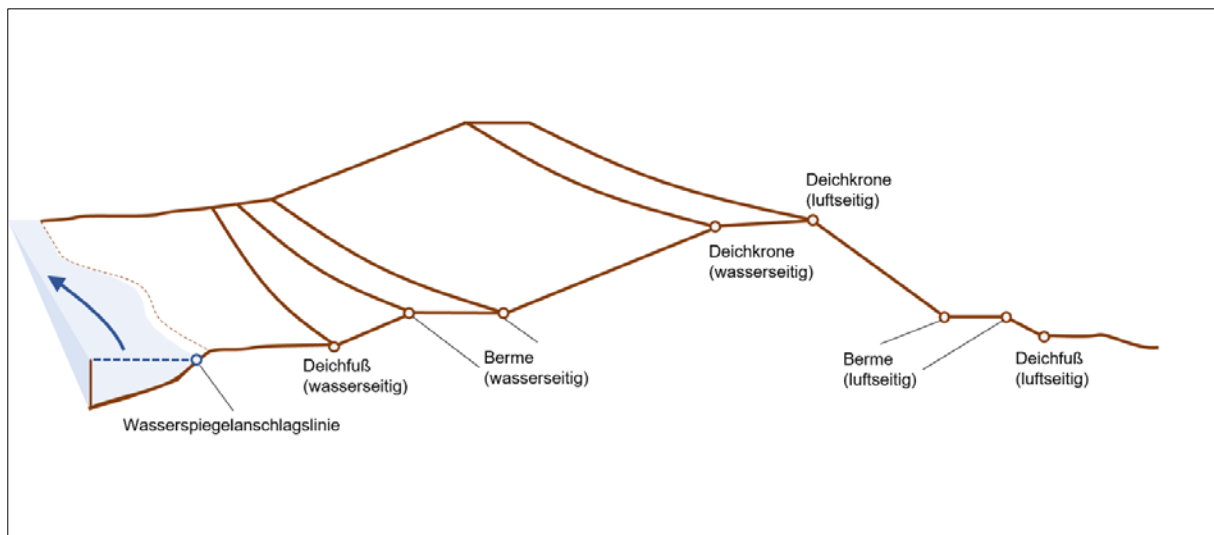 Deichkrone
(luftseitig)
Deichkrone
(wasserseitig)
Deichfuß
(wasserseitig)
Berme
(wasserseitig)
Berme
(luftseitig)
Deichfuß
(luftseitig)
Wasserspiegelanschlagslinie